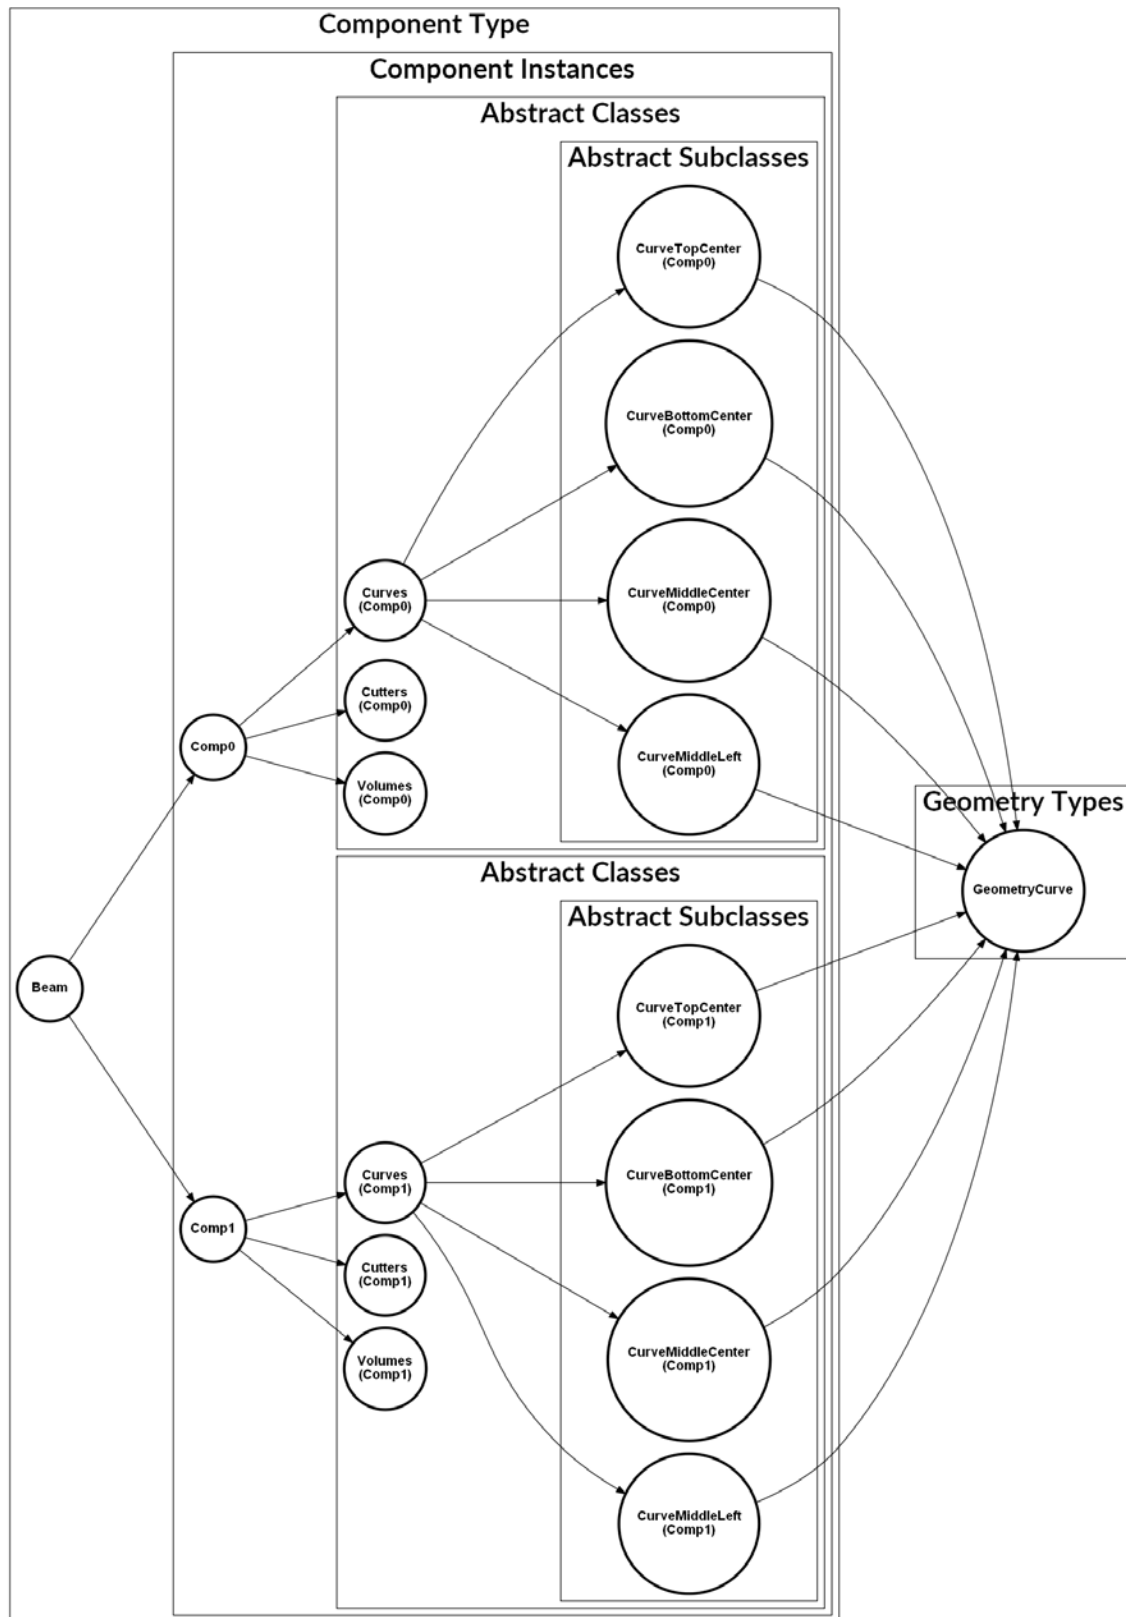 Component Type
Component Instances
Abstract Classes
Abstract Subclasses
CurveTopCenter
(Comp0)
CurveBottomCenter
(Comp0)
Curves
(Comp0)
CurveMiddleCenter
(Comp0)
Cutters
(Comp0)
Comp0
CurveMiddleLeft
(Comp0)
Volumes
(Comp0)
Geometry Types
GeometryCurve
Abstract Classes
Abstract Subclasses
Beam
CurveTopCenter
(Comp1)
Curves
(Comp1)
CurveBottomCenter
(Comp1)
Comp1
Cutters
(Comp1)
CurveMiddleCenter
(Comp1)
Volumes
(Comp1)
CurveMiddleLeft
(Comp1)